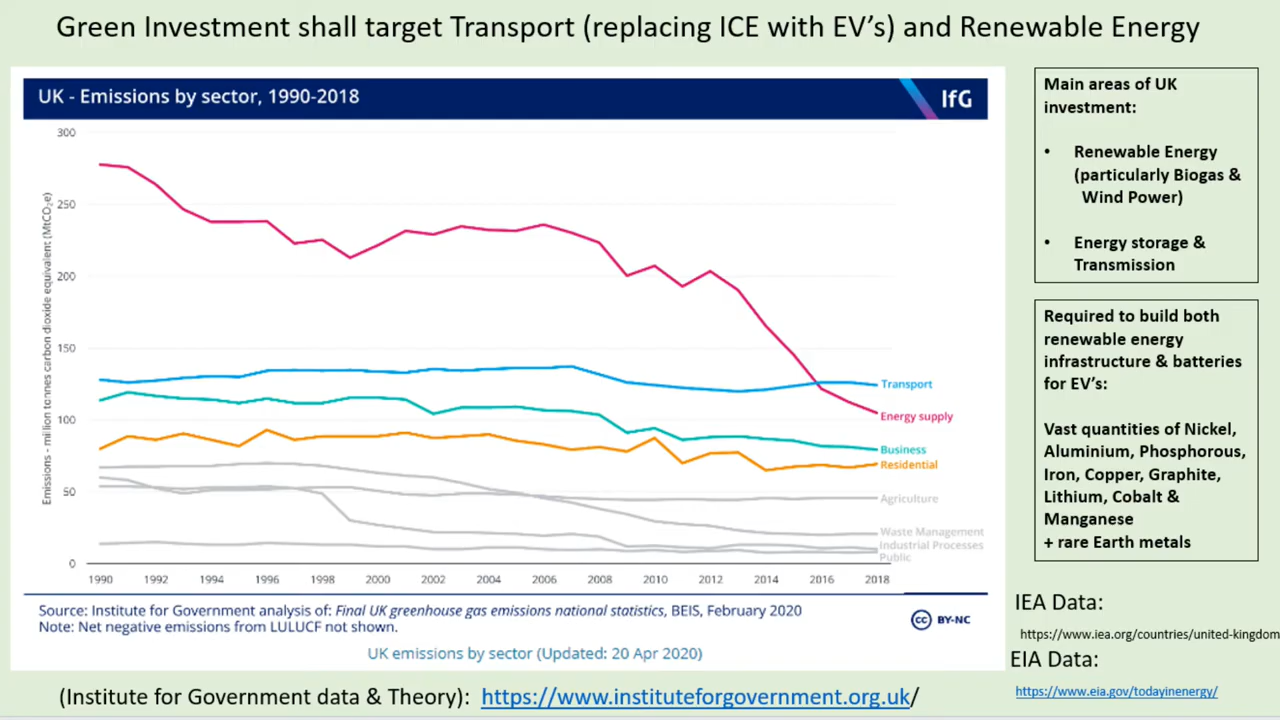 Green Investment shall target Transport (replacing ICE with EV's) and Renewable Energy
UK - Emissions by sector, 1990-2018
IfG
300
250
200
150
100
50
0
Emissions - million tonnes carbon dioxide equivalent (MtCO₂e)
Transport
Energy supply
Business
Residential
Agriculture
Waste Management
Industrial Processes
Public
1990 1992 1994 1996 1998 2000 2002 2004 2006 2008 2010 2012 2014 2016 2018
Source: Institute for Government analysis of: Final UK greenhouse gas emissions national statistics, BEIS, February 2020
Note: Net negative emissions from LULUCF not shown.
cc BY-NC
UK emissions by sector (Updated: 20 Apr 2020)
(Institute for Government data & Theory): https://www.instituteforgovernment.org.uk/
Main areas of UK
investment:
• Renewable Energy
(particularly Biogas &
Wind Power)
• Energy storage &
Transmission
Required to build both
renewable energy
infrastructure & batteries
for EV's:
Vast quantities of Nickel,
Aluminium, Phosphorous,
Iron, Copper, Graphite,
Lithium, Cobalt &
Manganese
+ rare Earth metals
IEA Data:
https://www.iea.org/countries/united-kingdom
EIA Data:
https://www.eia.gov/todayinenergy/